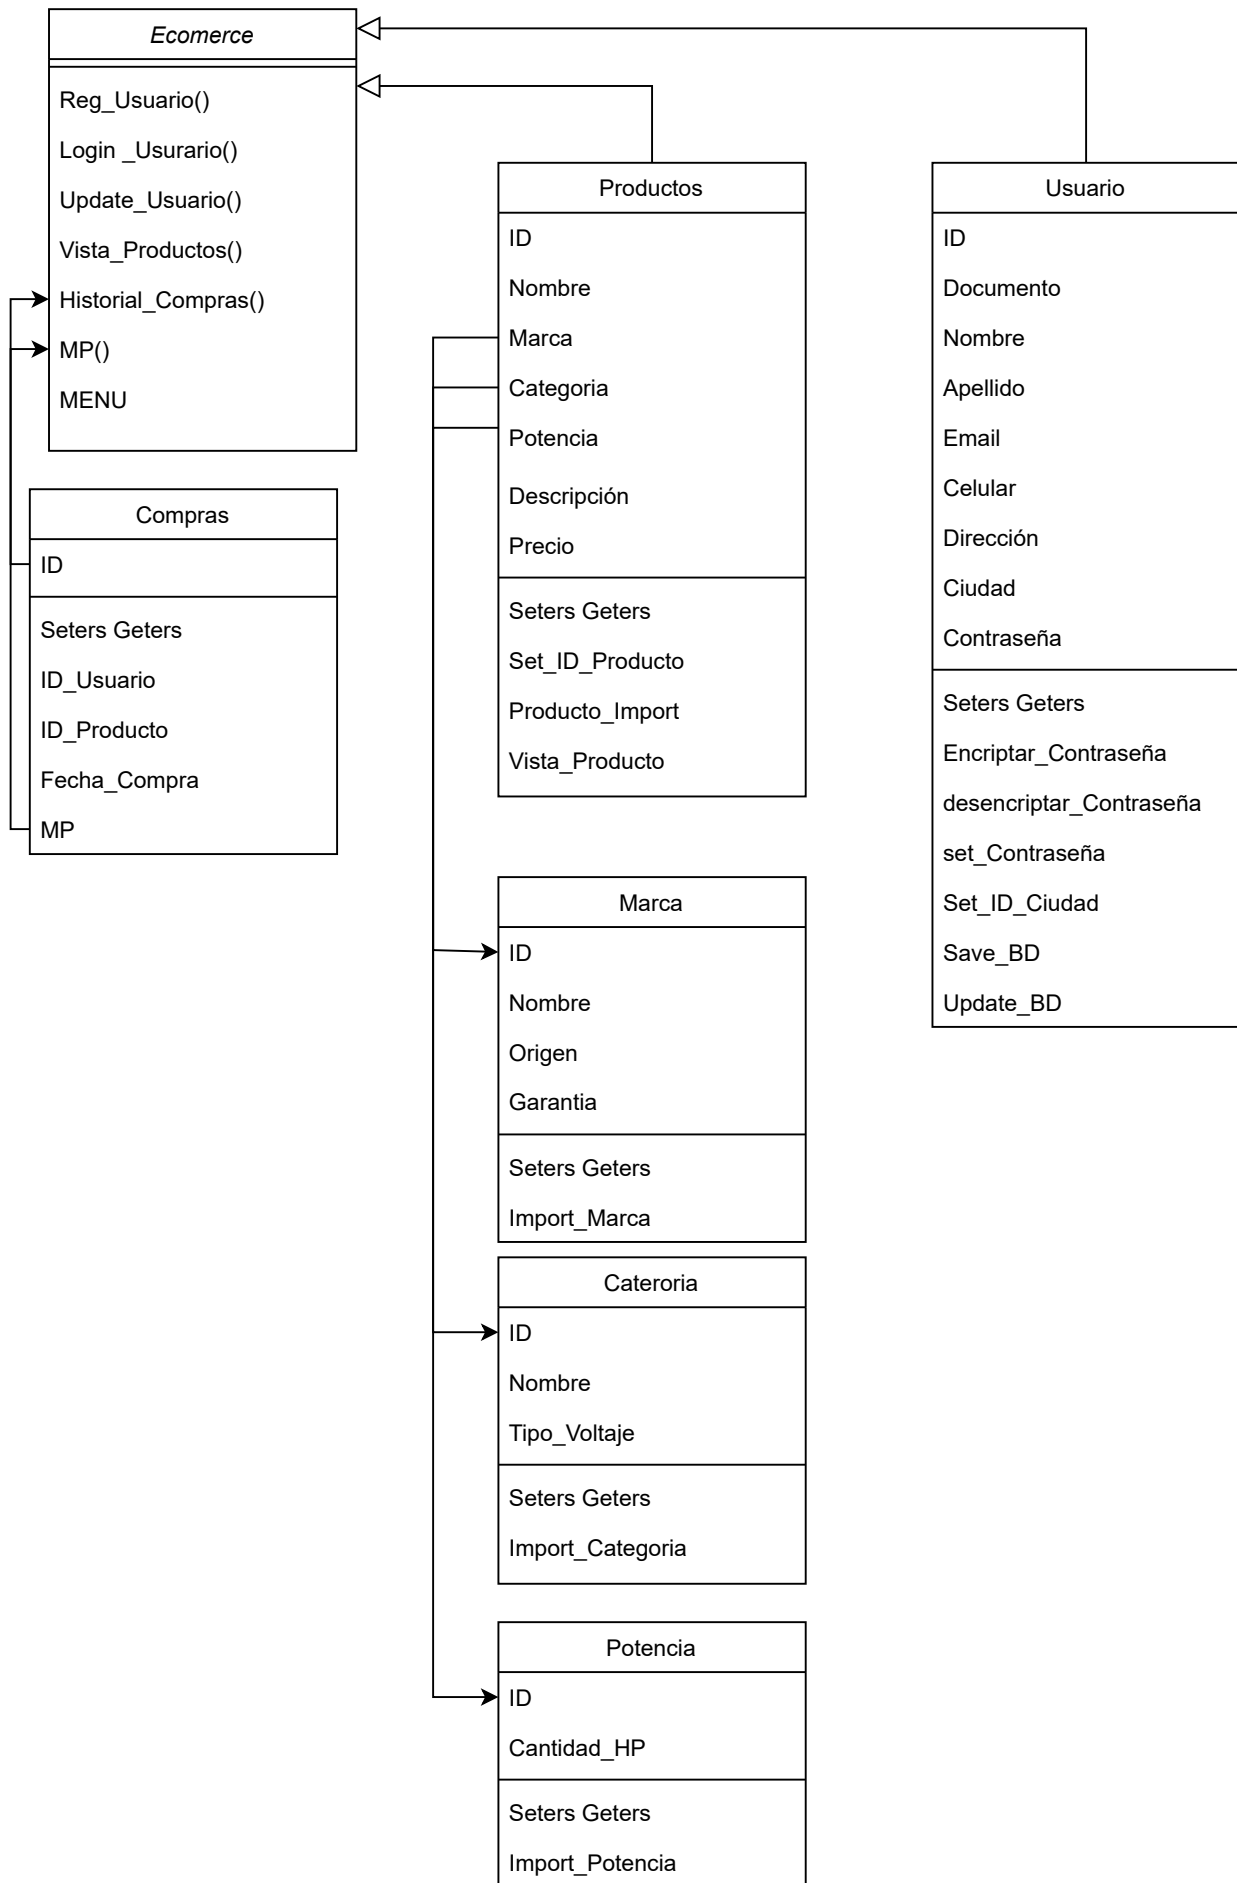 Ecomerce
Reg_Usuario()
Login _Usurario()
Update_Usuario()
Vista_Productos()
Historial_Compras()
MP()
MENU
Compras
ID
Seters Geters
ID_Usuario
ID_Producto
Fecha_Compra
MP
Productos
ID
Nombre
Marca
Categoria
Potencia
Descripción
Precio
Seters Geters
Set_ID_Producto
Producto_Import
Vista_Producto
Marca
ID
Nombre
Origen
Garantia
Seters Geters
Import_Marca
Cateroria
ID
Nombre
Tipo_Voltaje
Seters Geters
Import_Categoria
Potencia
ID
Cantidad_HP
Seters Geters
Import_Potencia
Usuario
ID
Documento
Nombre
Apellido
Email
Celular
Dirección
Ciudad
Contraseña
Seters Geters
Encriptar_Contraseña
desencriptar_Contraseña
set_Contraseña
Set_ID_Ciudad
Save_BD
Update_BD